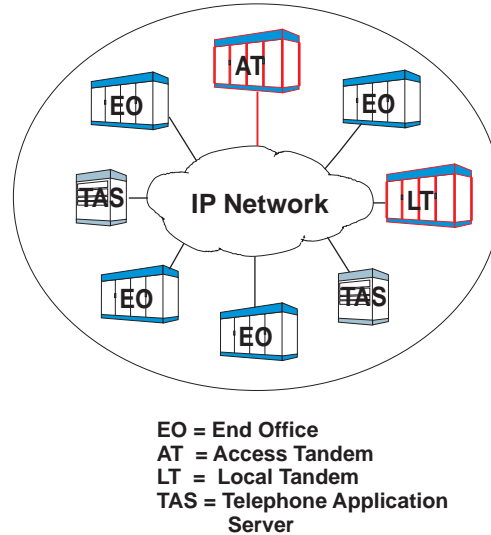 AT
EO
EO
TAS
IP Network
LT
EO
EO
TAS
EO = End Office
AT = Access Tandem
LT = Local Tandem
TAS = Telephone Application
Server